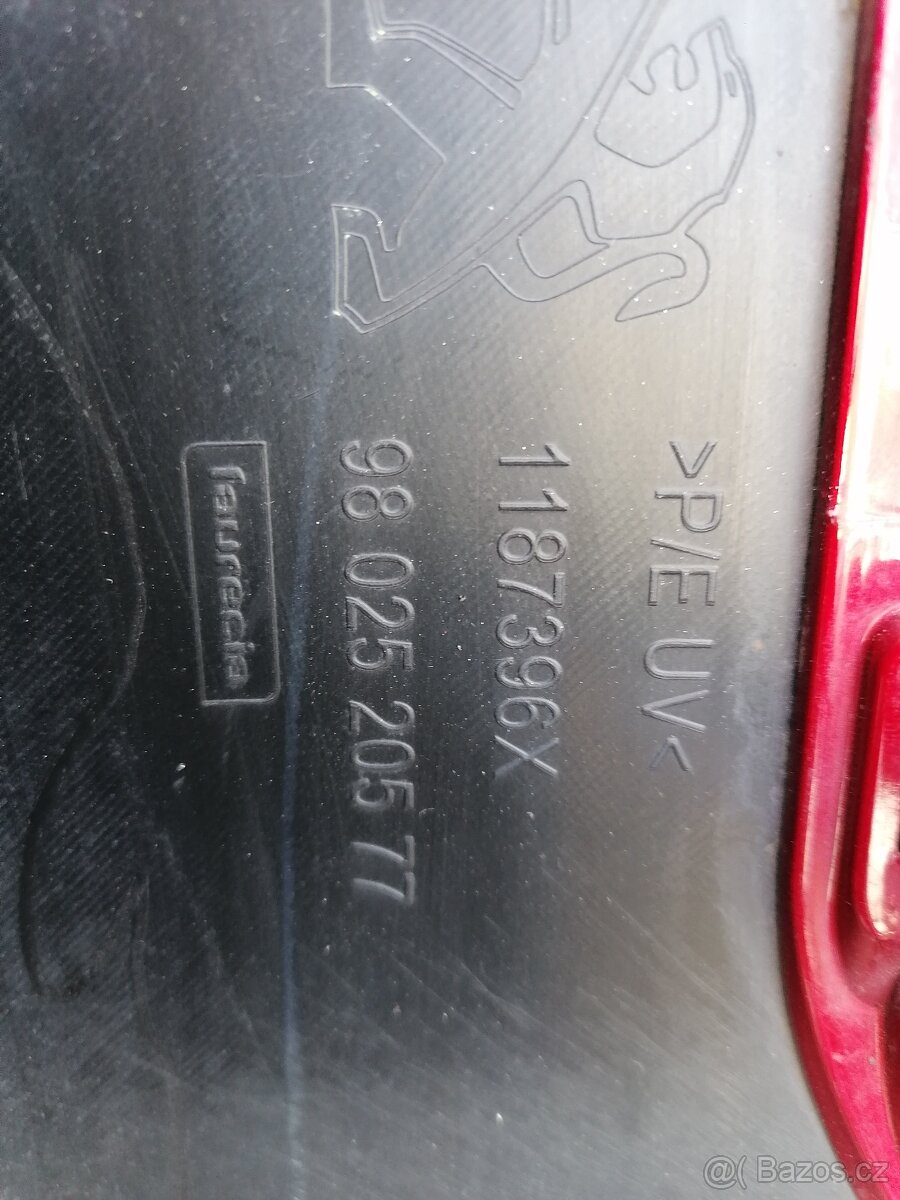 >P/E UV<
1187396X
98 025 205 77
faurecia
@( Bazos.cz